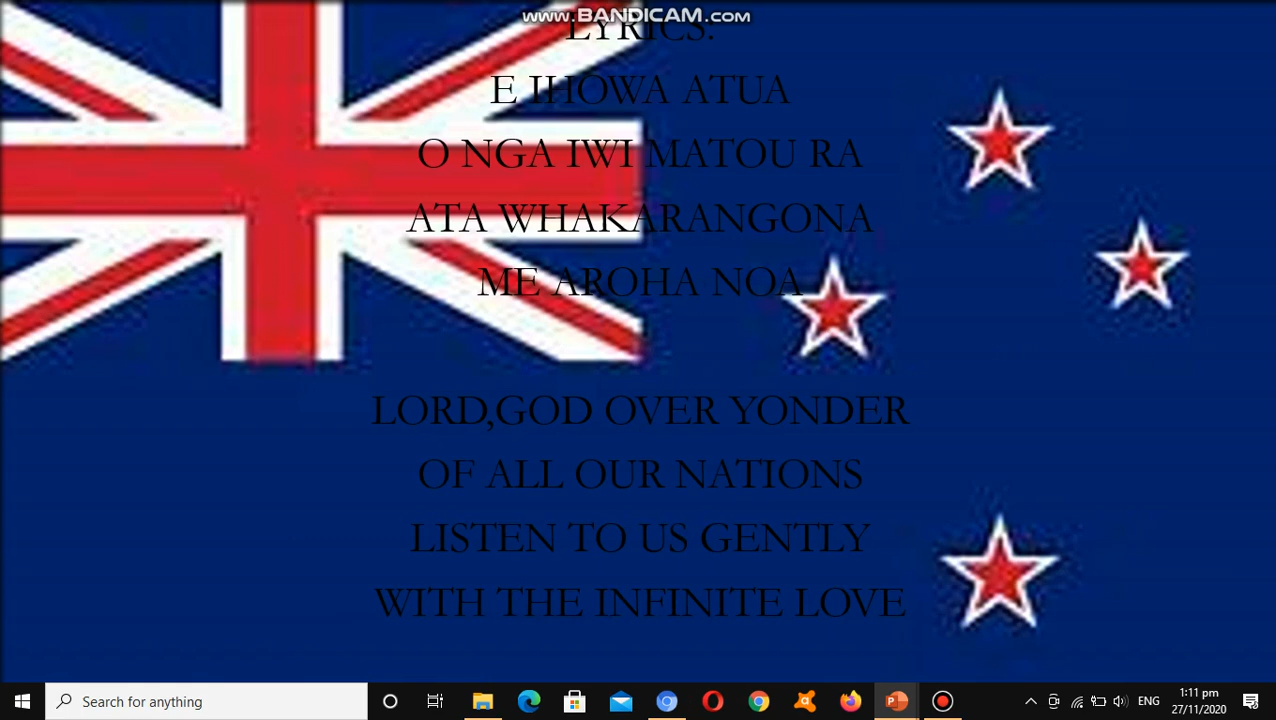 www.BANDICAM.com
LYRICS:
E IHOWA ATUA
O NGA IWI MATOU RA
ATA WHAKARANGONA
ME AROHA NOA
LORD,GOD OVER YONDER
OF ALL OUR NATIONS
LISTEN TO US GENTLY
WITH THE INFINITE LOVE
Search for anything
ENG
1:11 pm
27/11/2020